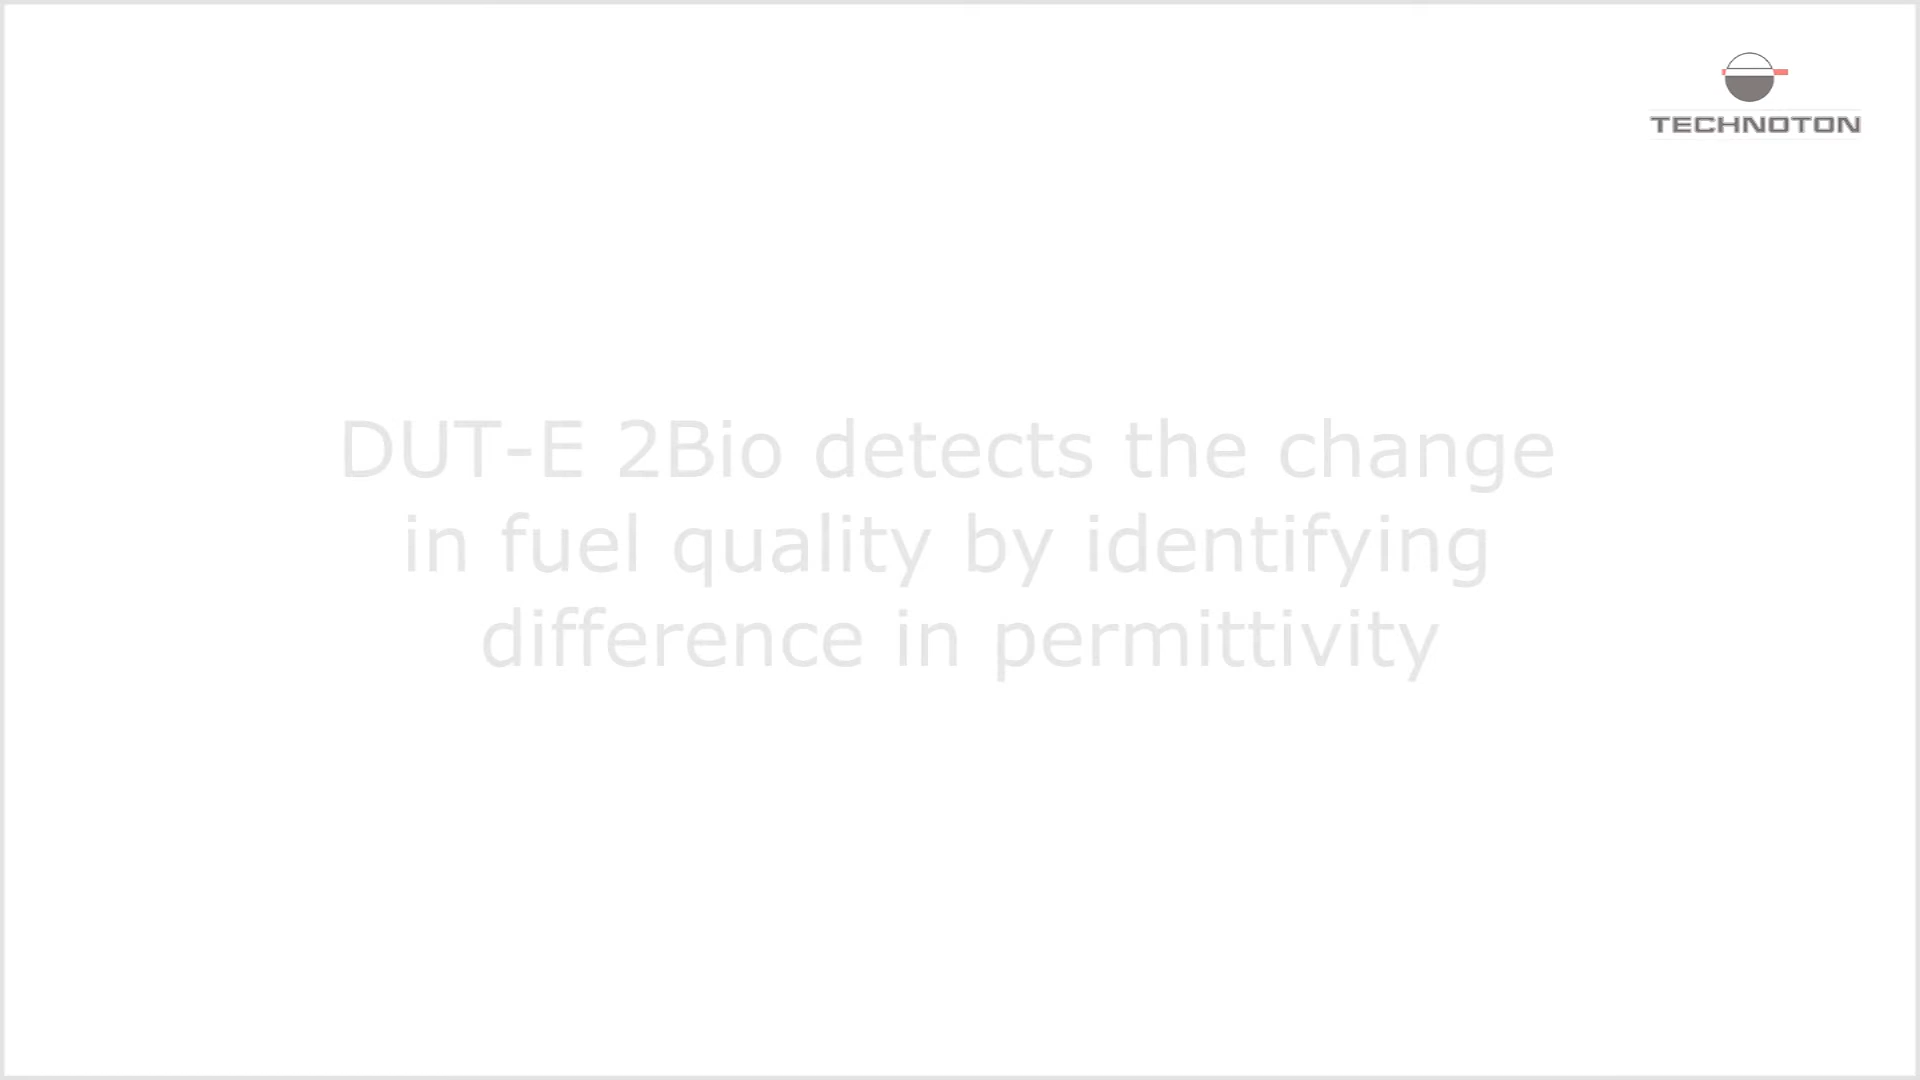 TECHNOTON
DUT-E 2Bio detects the change
in fuel quality by identifying
difference in permittivity